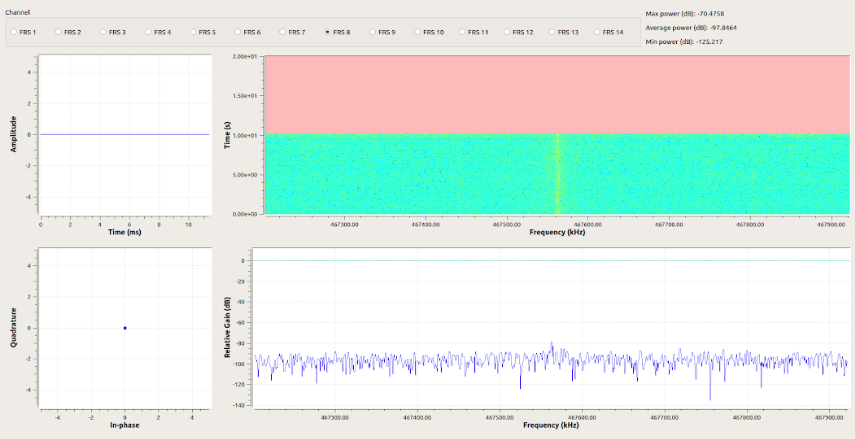 Channel
FRS 1 FRS 2 FRS 3 FRS 4 FRS 5 FRS 6 FRS 7 FRS 8 FRS 9 FRS 10 FRS 11 FRS 12 FRS 13 FRS 14
Max power (dB): -70.4758
Average power (dB): -97.8464
Min power (dB): -125.217
Amplitude
4
2
0
-2
-4
0 2 4 6 8 10
Time (ms)
Time (s)
2.00e+01
1.50e+01
1.00e+01
5.00e+00
0.00e+00
467300.00 467400.00 467500.00 467600.00 467700.00 467800.00 467900.00
Frequency (kHz)
Quadrature
4
2
0
-2
-4
-4 -2 0 2 4
In-phase
Relative Gain (dB)
0
-20
-40
-60
-80
-100
-120
-140
467300.00 467400.00 467500.00 467600.00 467700.00 467800.00 467900.00
Frequency (kHz)